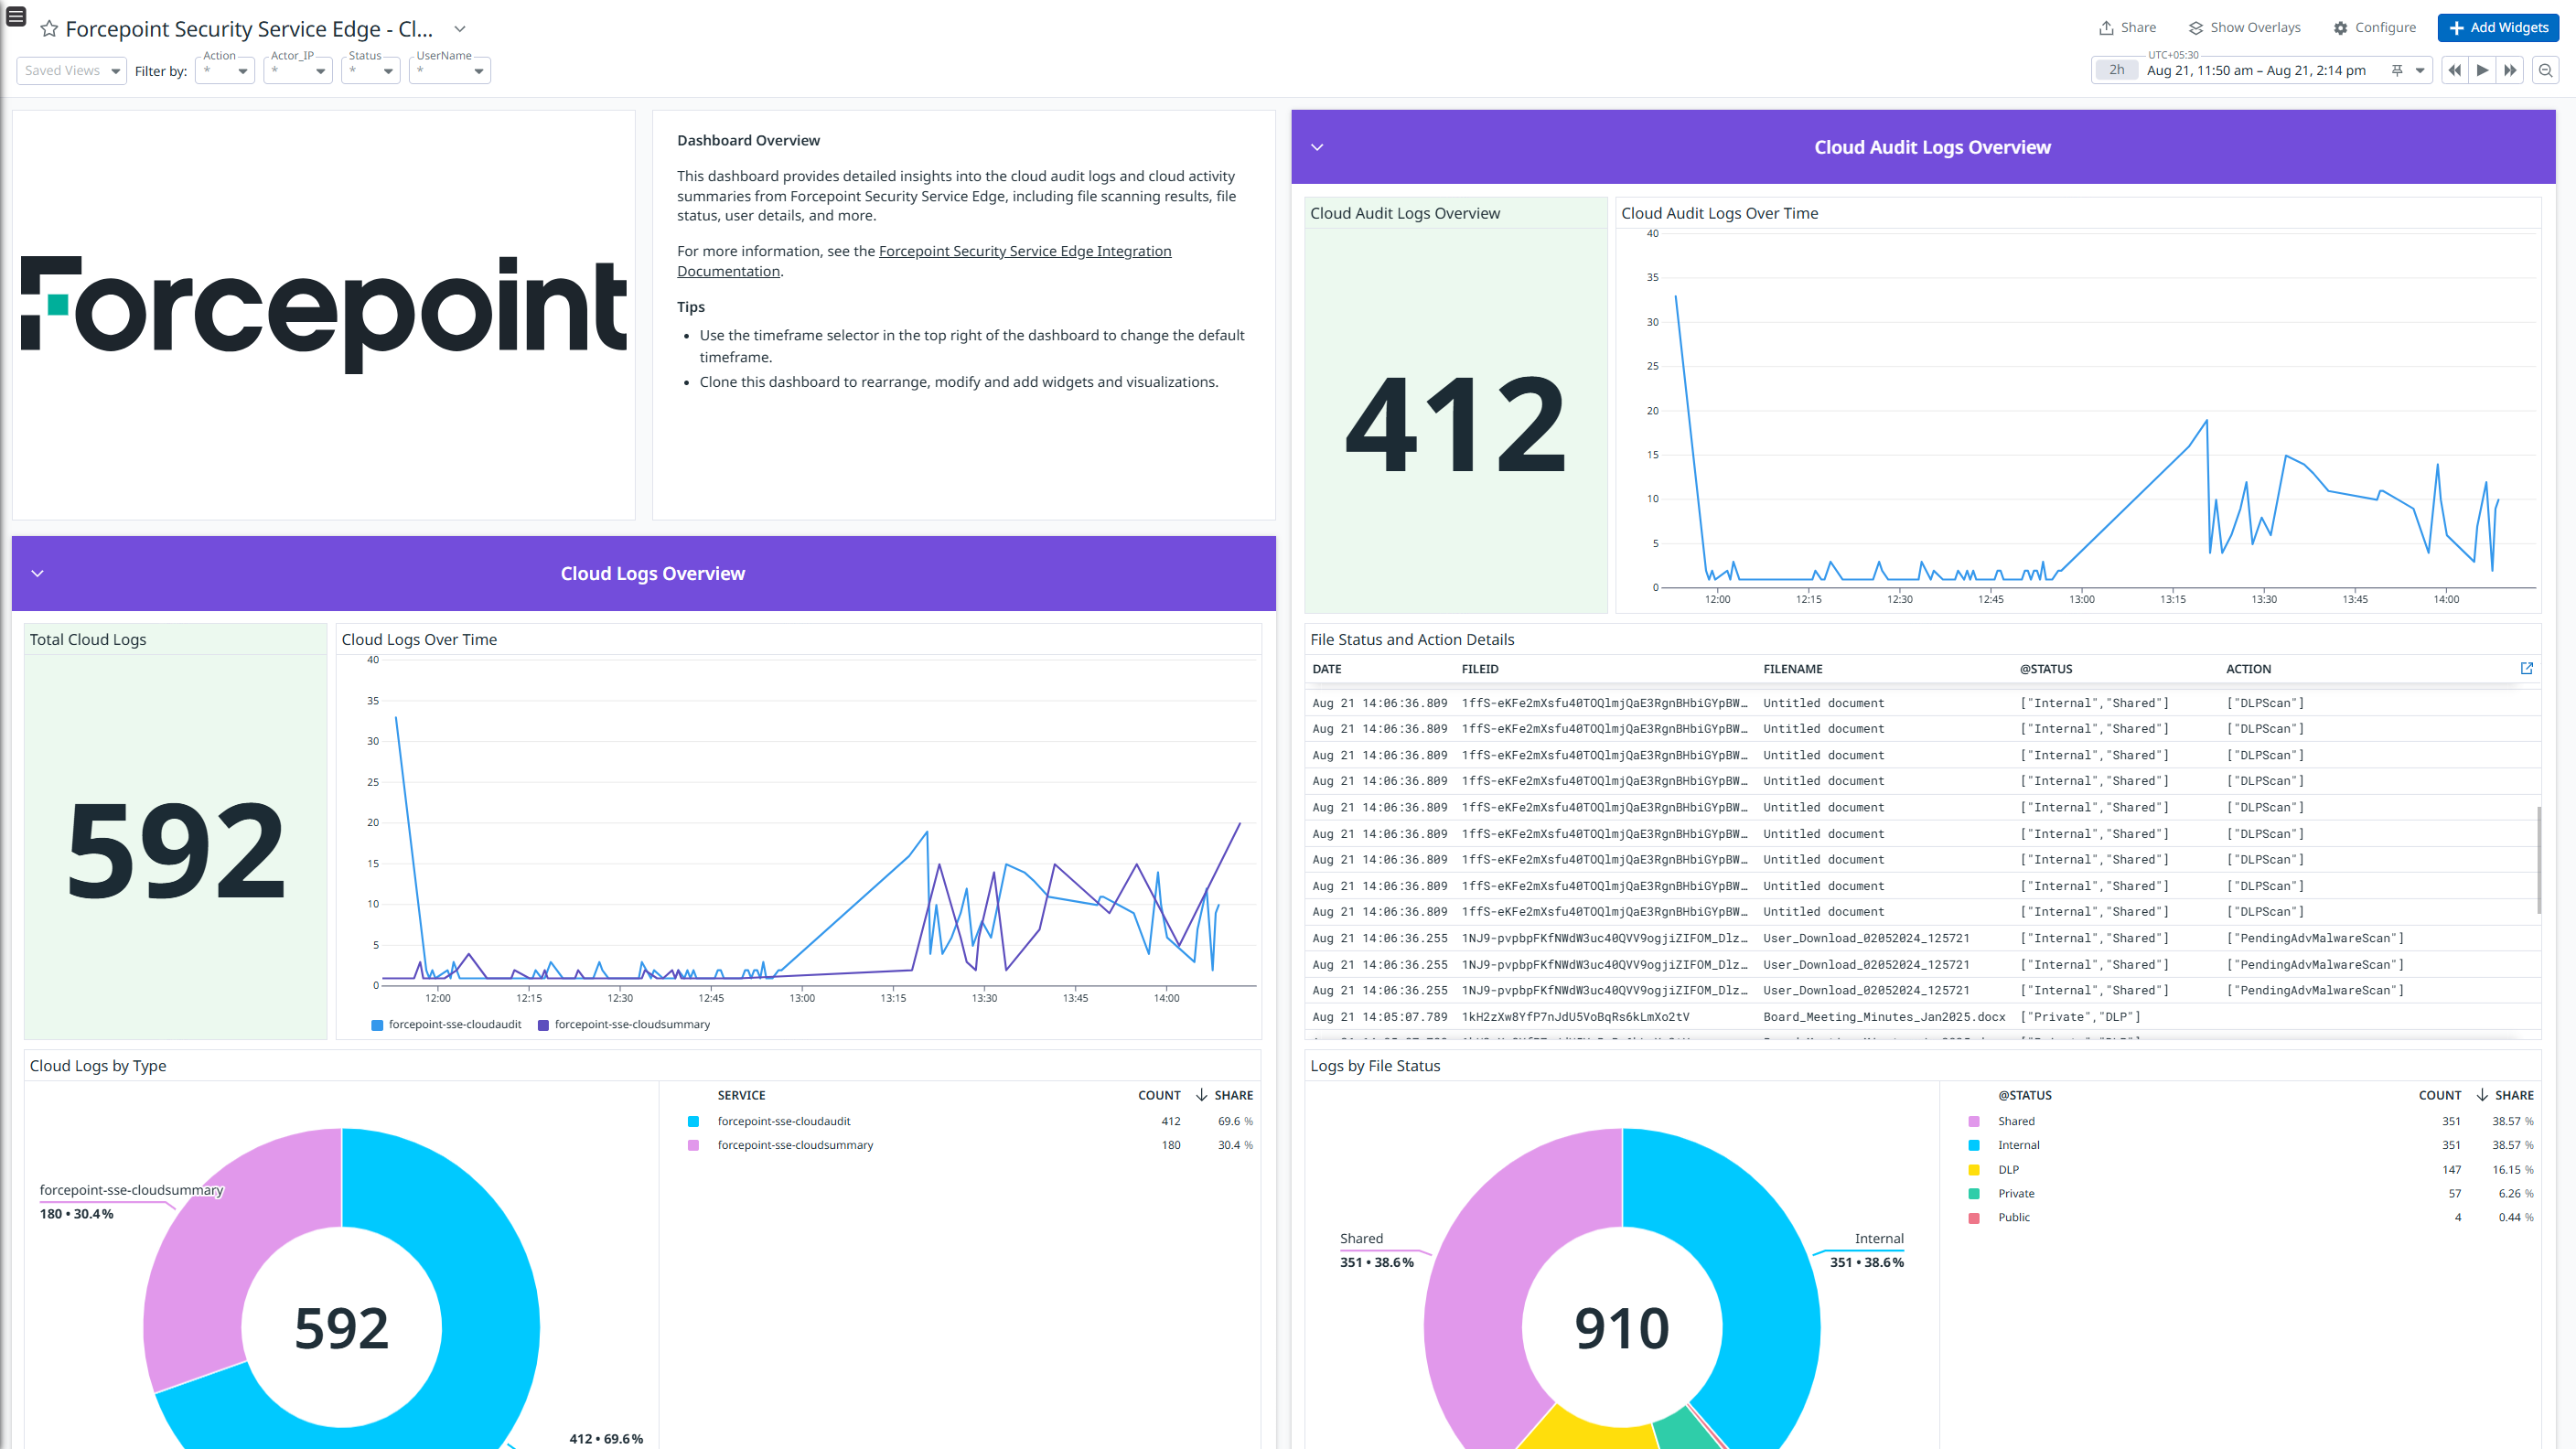 Forcepoint Security Service Edge - Cl...
Share
Show Overlays
Configure
Add Widgets
Saved Views
Filter by:
Action
*
Actor_IP
*
Status
*
UserName
*
UTC+05:30
2h
Aug 21, 11:50 am – Aug 21, 2:14 pm
Forcepoint
Dashboard Overview
This dashboard provides detailed insights into the cloud audit logs and cloud activity
summaries from Forcepoint Security Service Edge, including file scanning results, file
status, user details, and more.
For more information, see the Forcepoint Security Service Edge Integration
Documentation.
Tips
• Use the timeframe selector in the top right of the dashboard to change the default
timeframe.
• Clone this dashboard to rearrange, modify and add widgets and visualizations.
Cloud Logs Overview
Total Cloud Logs
592
Cloud Logs Over Time
40
35
30
25
20
15
10
5
0
12:00 12:15 12:30 12:45 13:00 13:15 13:30 13:45 14:00
forcepoint-sse-cloudaudit forcepoint-sse-cloudsummary
Cloud Logs by Type
forcepoint-sse-cloudsummary
180 • 30.4%
592
412 • 69.6%
SERVICE COUNT SHARE
forcepoint-sse-cloudaudit 412 69.6 %
forcepoint-sse-cloudsummary 180 30.4 %
Cloud Audit Logs Overview
Cloud Audit Logs Overview
412
Cloud Audit Logs Over Time
40
35
30
25
20
15
10
5
0
12:00 12:15 12:30 12:45 13:00 13:15 13:30 13:45 14:00
File Status and Action Details
DATE FILEID FILENAME @STATUS ACTION
Aug 21 14:06:36.809 1ffS-eKFe2mXsfu40TOQlmjQaE3RgnBHbiGYpBW… Untitled document ["Internal","Shared"] ["DLPScan"]
Aug 21 14:06:36.809 1ffS-eKFe2mXsfu40TOQlmjQaE3RgnBHbiGYpBW… Untitled document ["Internal","Shared"] ["DLPScan"]
Aug 21 14:06:36.809 1ffS-eKFe2mXsfu40TOQlmjQaE3RgnBHbiGYpBW… Untitled document ["Internal","Shared"] ["DLPScan"]
Aug 21 14:06:36.809 1ffS-eKFe2mXsfu40TOQlmjQaE3RgnBHbiGYpBW… Untitled document ["Internal","Shared"] ["DLPScan"]
Aug 21 14:06:36.809 1ffS-eKFe2mXsfu40TOQlmjQaE3RgnBHbiGYpBW… Untitled document ["Internal","Shared"] ["DLPScan"]
Aug 21 14:06:36.809 1ffS-eKFe2mXsfu40TOQlmjQaE3RgnBHbiGYpBW… Untitled document ["Internal","Shared"] ["DLPScan"]
Aug 21 14:06:36.809 1ffS-eKFe2mXsfu40TOQlmjQaE3RgnBHbiGYpBW… Untitled document ["Internal","Shared"] ["DLPScan"]
Aug 21 14:06:36.809 1ffS-eKFe2mXsfu40TOQlmjQaE3RgnBHbiGYpBW… Untitled document ["Internal","Shared"] ["DLPScan"]
Aug 21 14:06:36.809 1ffS-eKFe2mXsfu40TOQlmjQaE3RgnBHbiGYpBW… Untitled document ["Internal","Shared"] ["DLPScan"]
Aug 21 14:06:36.255 1NJ9-pvpbpFKfNWdW3uc40QVV9ogjiZIFOM_Dlz… User_Download_02052024_125721 ["Internal","Shared"] ["PendingAdvMalwareScan"]
Aug 21 14:06:36.255 1NJ9-pvpbpFKfNWdW3uc40QVV9ogjiZIFOM_Dlz… User_Download_02052024_125721 ["Internal","Shared"] ["PendingAdvMalwareScan"]
Aug 21 14:06:36.255 1NJ9-pvpbpFKfNWdW3uc40QVV9ogjiZIFOM_Dlz… User_Download_02052024_125721 ["Internal","Shared"] ["PendingAdvMalwareScan"]
Aug 21 14:05:07.789 1kH2zXw8YfP7nJdU5VoBqRs6kLmXo2tV Board_Meeting_Minutes_Jan2025.docx ["Private","DLP"]
Logs by File Status
Shared
351 • 38.6%
Internal
351 • 38.6%
910
@STATUS COUNT SHARE
Shared 351 38.57 %
Internal 351 38.57 %
DLP 147 16.15 %
Private 57 6.26 %
Public 4 0.44 %